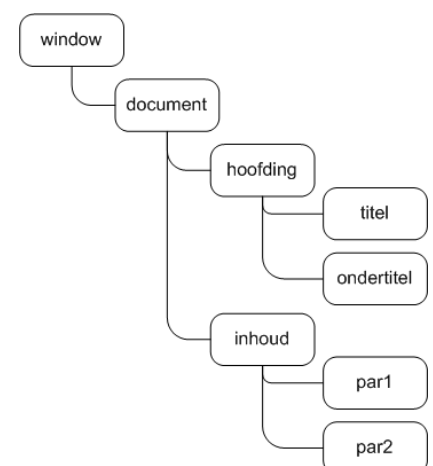 window
document
hoofding
titel
ondertitel
inhoud
par1
par2